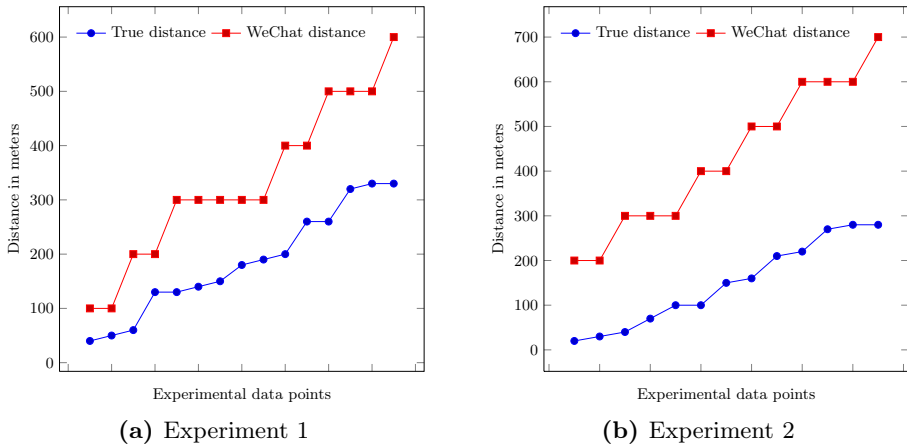 True distance WeChat distance
600
500
400
300
200
100
0
Distance in meters
Experimental data points
(a) Experiment 1
True distance WeChat distance
700
600
500
400
300
200
100
0
Distance in meters
Experimental data points
(b) Experiment 2